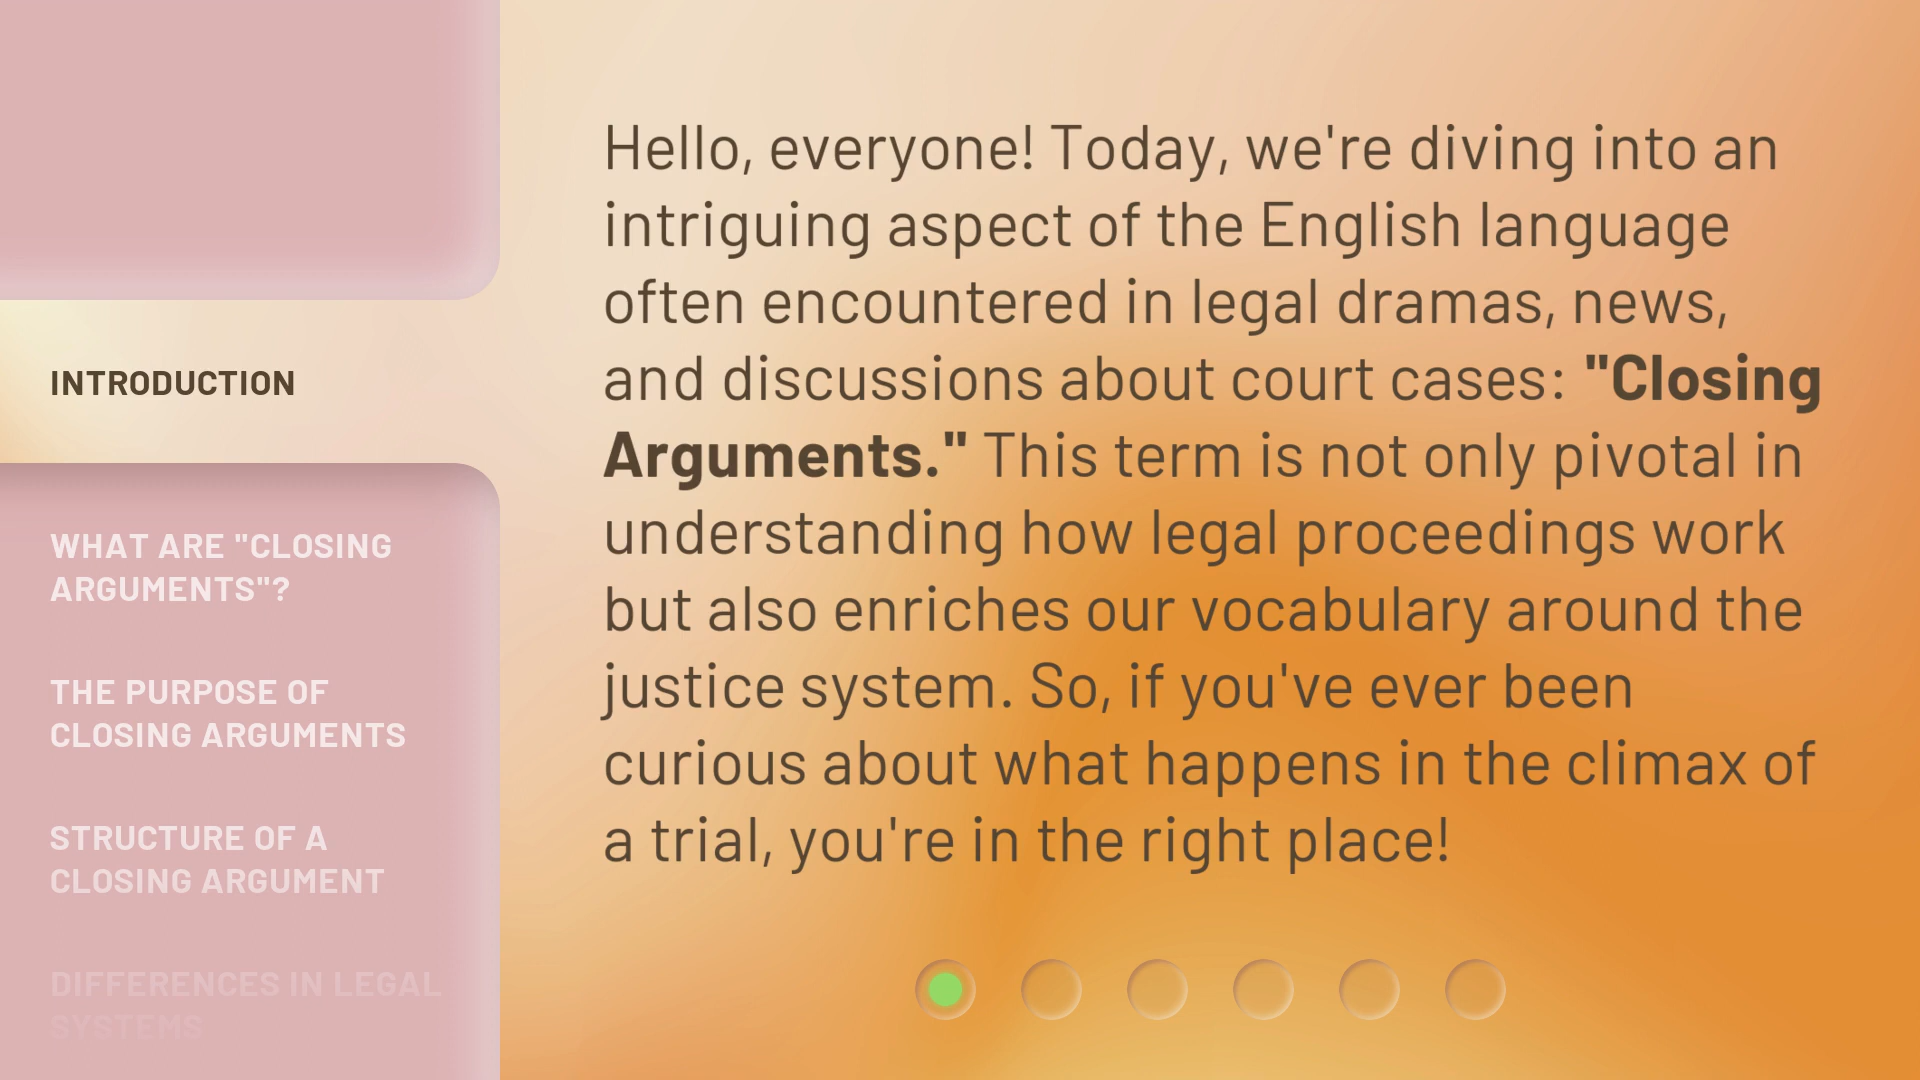 INTRODUCTION
WHAT ARE "CLOSING
ARGUMENTS"?
THE PURPOSE OF
CLOSING ARGUMENTS
STRUCTURE OF A
CLOSING ARGUMENT
DIFFERENCES IN LEGAL
SYSTEMS
Hello, everyone! Today, we're diving into an
intriguing aspect of the English language
often encountered in legal dramas, news,
and discussions about court cases: "Closing
Arguments." This term is not only pivotal in
understanding how legal proceedings work
but also enriches our vocabulary around the
justice system. So, if you've ever been
curious about what happens in the climax of
a trial, you're in the right place!